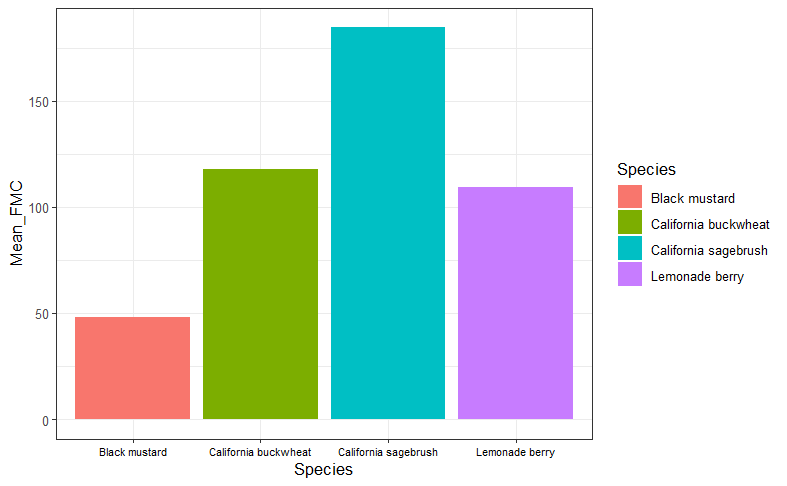 Mean_FMC
150
100
50
0
Black mustard California buckwheat California sagebrush Lemonade berry
Species
Species
Black mustard
California buckwheat
California sagebrush
Lemonade berry